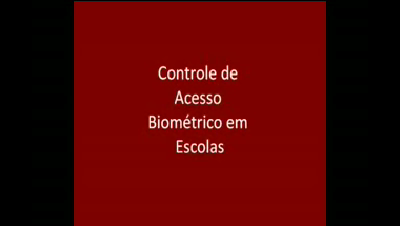 Controle de
Acesso
Biométrico em
Escolas